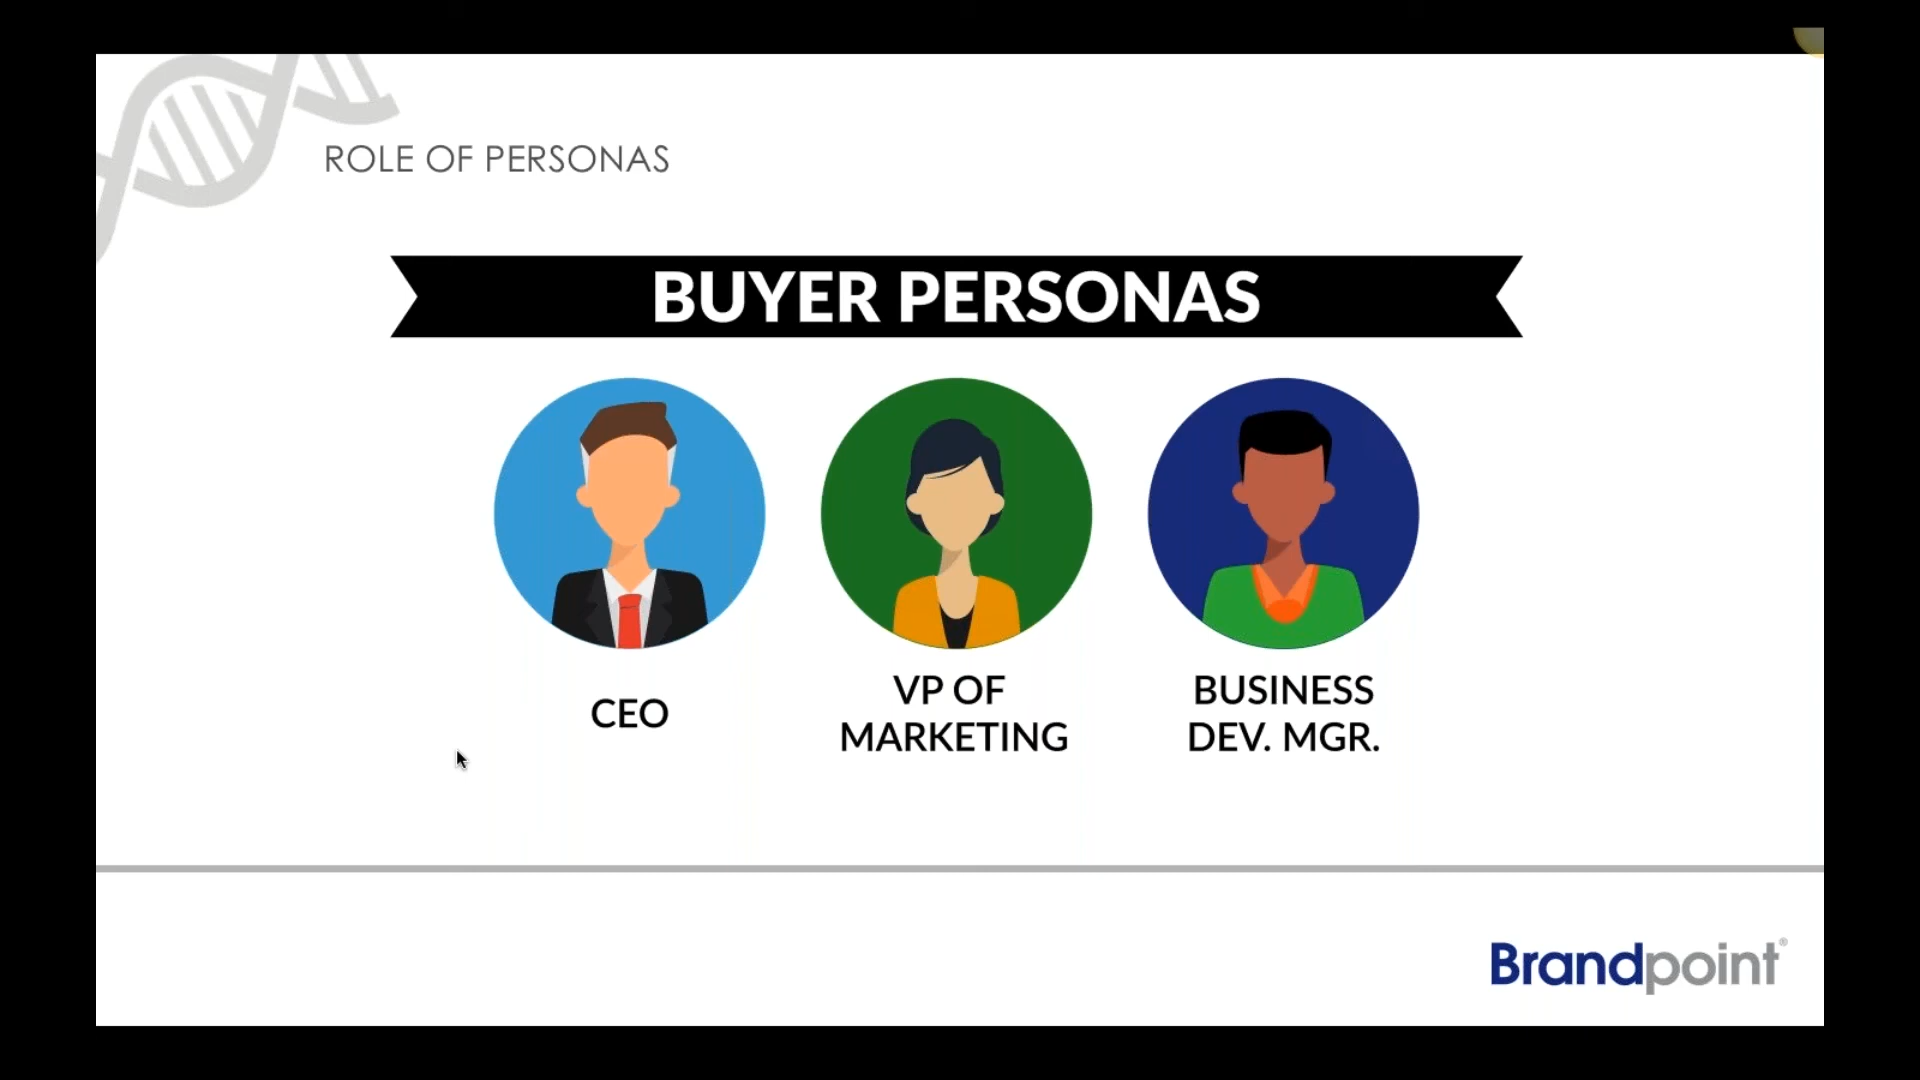 ROLE OF PERSONAS
BUYER PERSONAS
CEO
VP OF
MARKETING
BUSINESS
DEV. MGR.
Brandpoint®